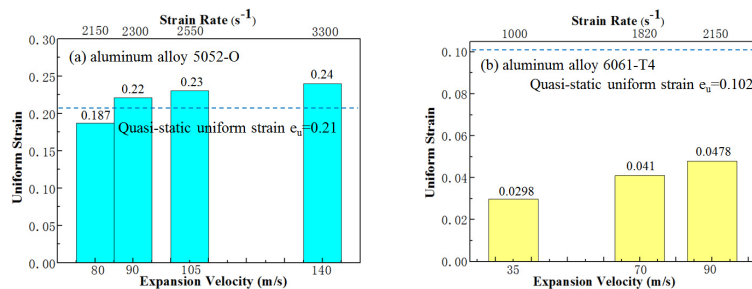 Strain Rate (s⁻¹)
2150 2300 2550 3300
0.30
0.25
0.20
0.15
0.10
0.05
0.00
Uniform Strain
(a) aluminum alloy 5052-O
0.187
0.22
0.23
0.24
Quasi-static uniform strain eᵤ=0.21
80 90 105 140
Expansion Velocity (m/s)
Strain Rate (s⁻¹)
1000 1820 2150
0.10
0.08
0.06
0.04
0.02
0.00
Uniform Strain
(b) aluminum alloy 6061-T4
Quasi-static uniform strain eᵤ=0.102
0.0298
0.041
0.0478
35 70 90
Expansion Velocity (m/s)